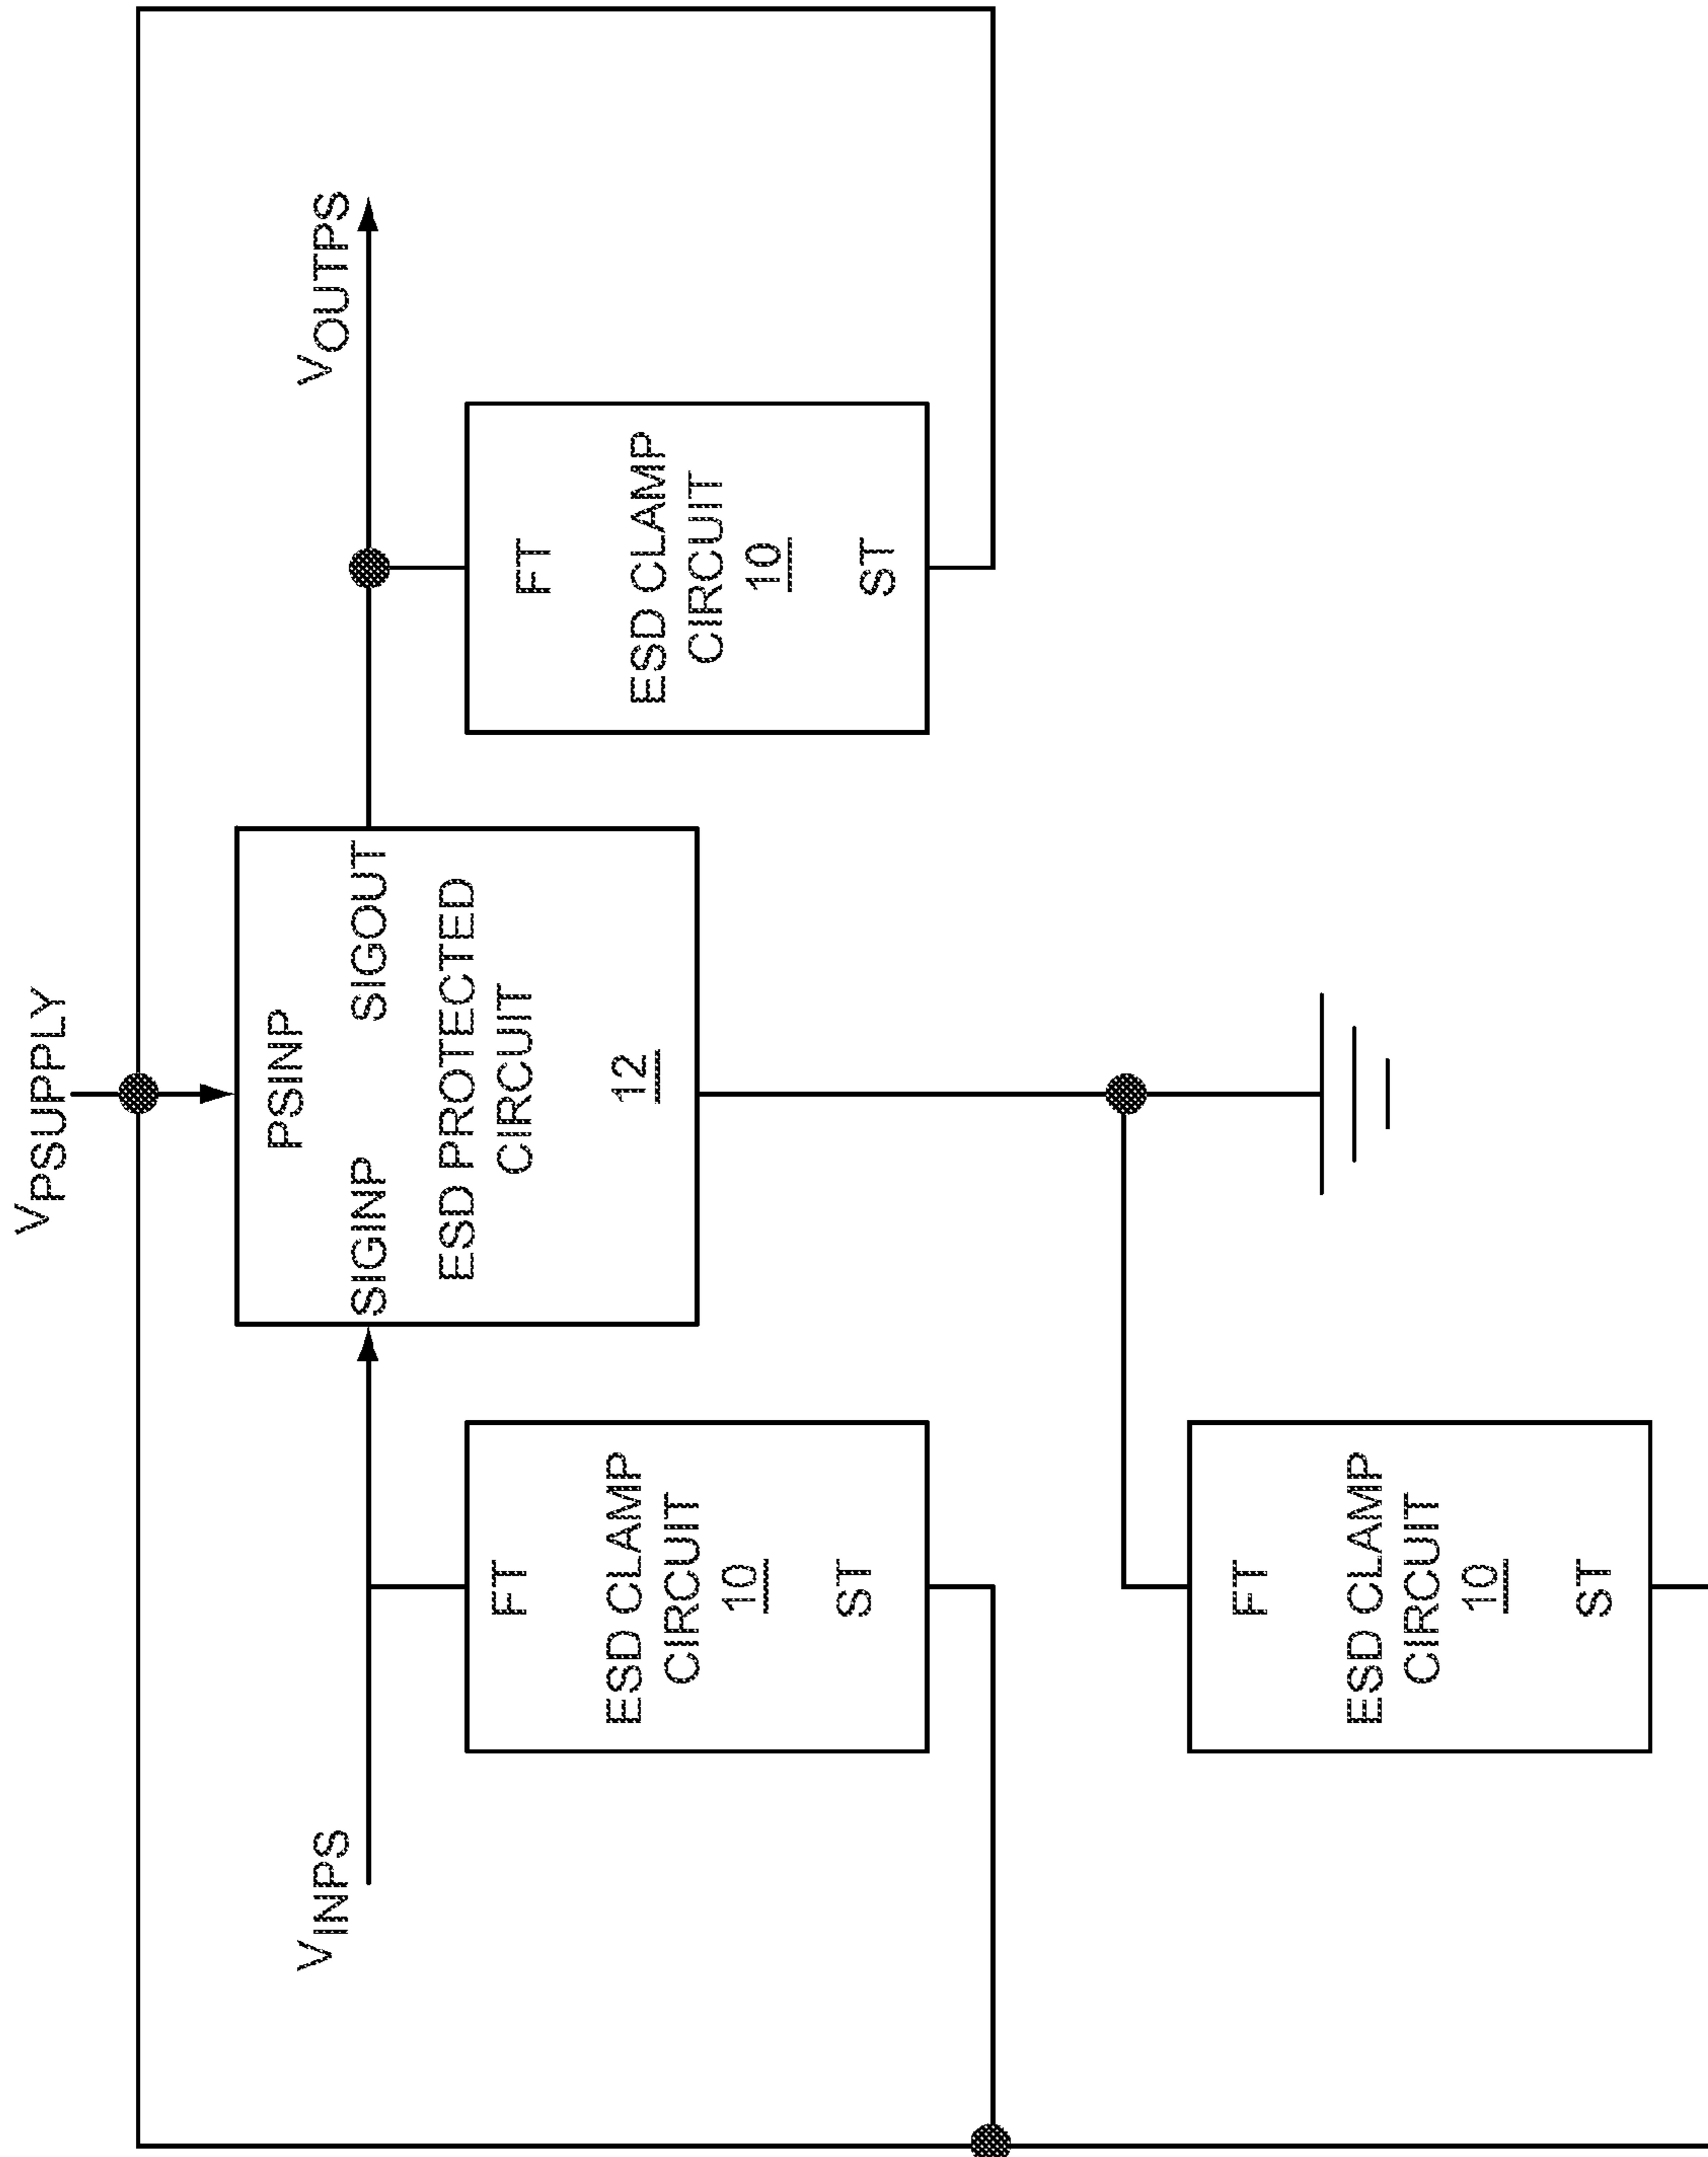 VPSUPPLY
PSINP
VINPS
SIGINP
SIGOUT
VOUTPS
ESD PROTECTED
CIRCUIT
12
FT
ESD CLAMP
CIRCUIT
10
ST
FT
ESD CLAMP
CIRCUIT
10
ST
FT
ESD CLAMP
CIRCUIT
10
ST